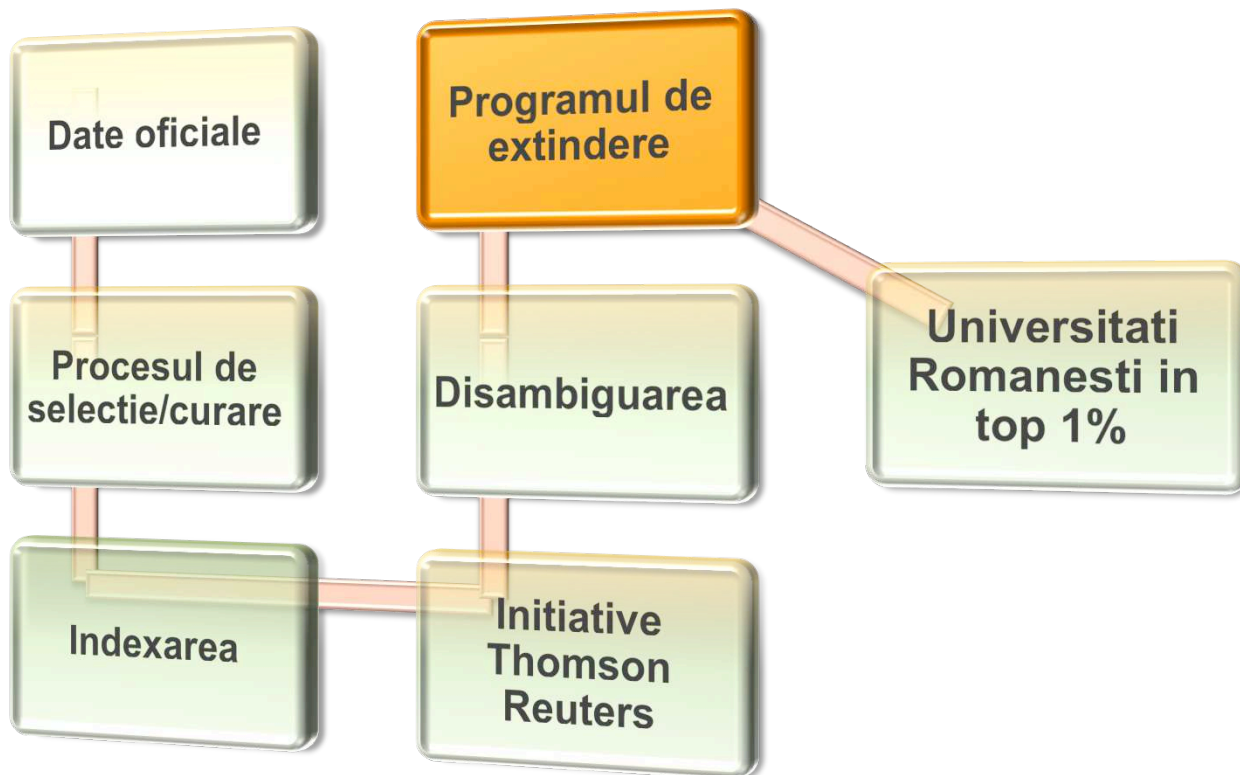 Date oficiale
Procesul de
selectie/curare
Indexarea
Initiative
Thomson
Reuters
Disambiguarea
Programul de
extindere
Universitati
Romanesti in
top 1%